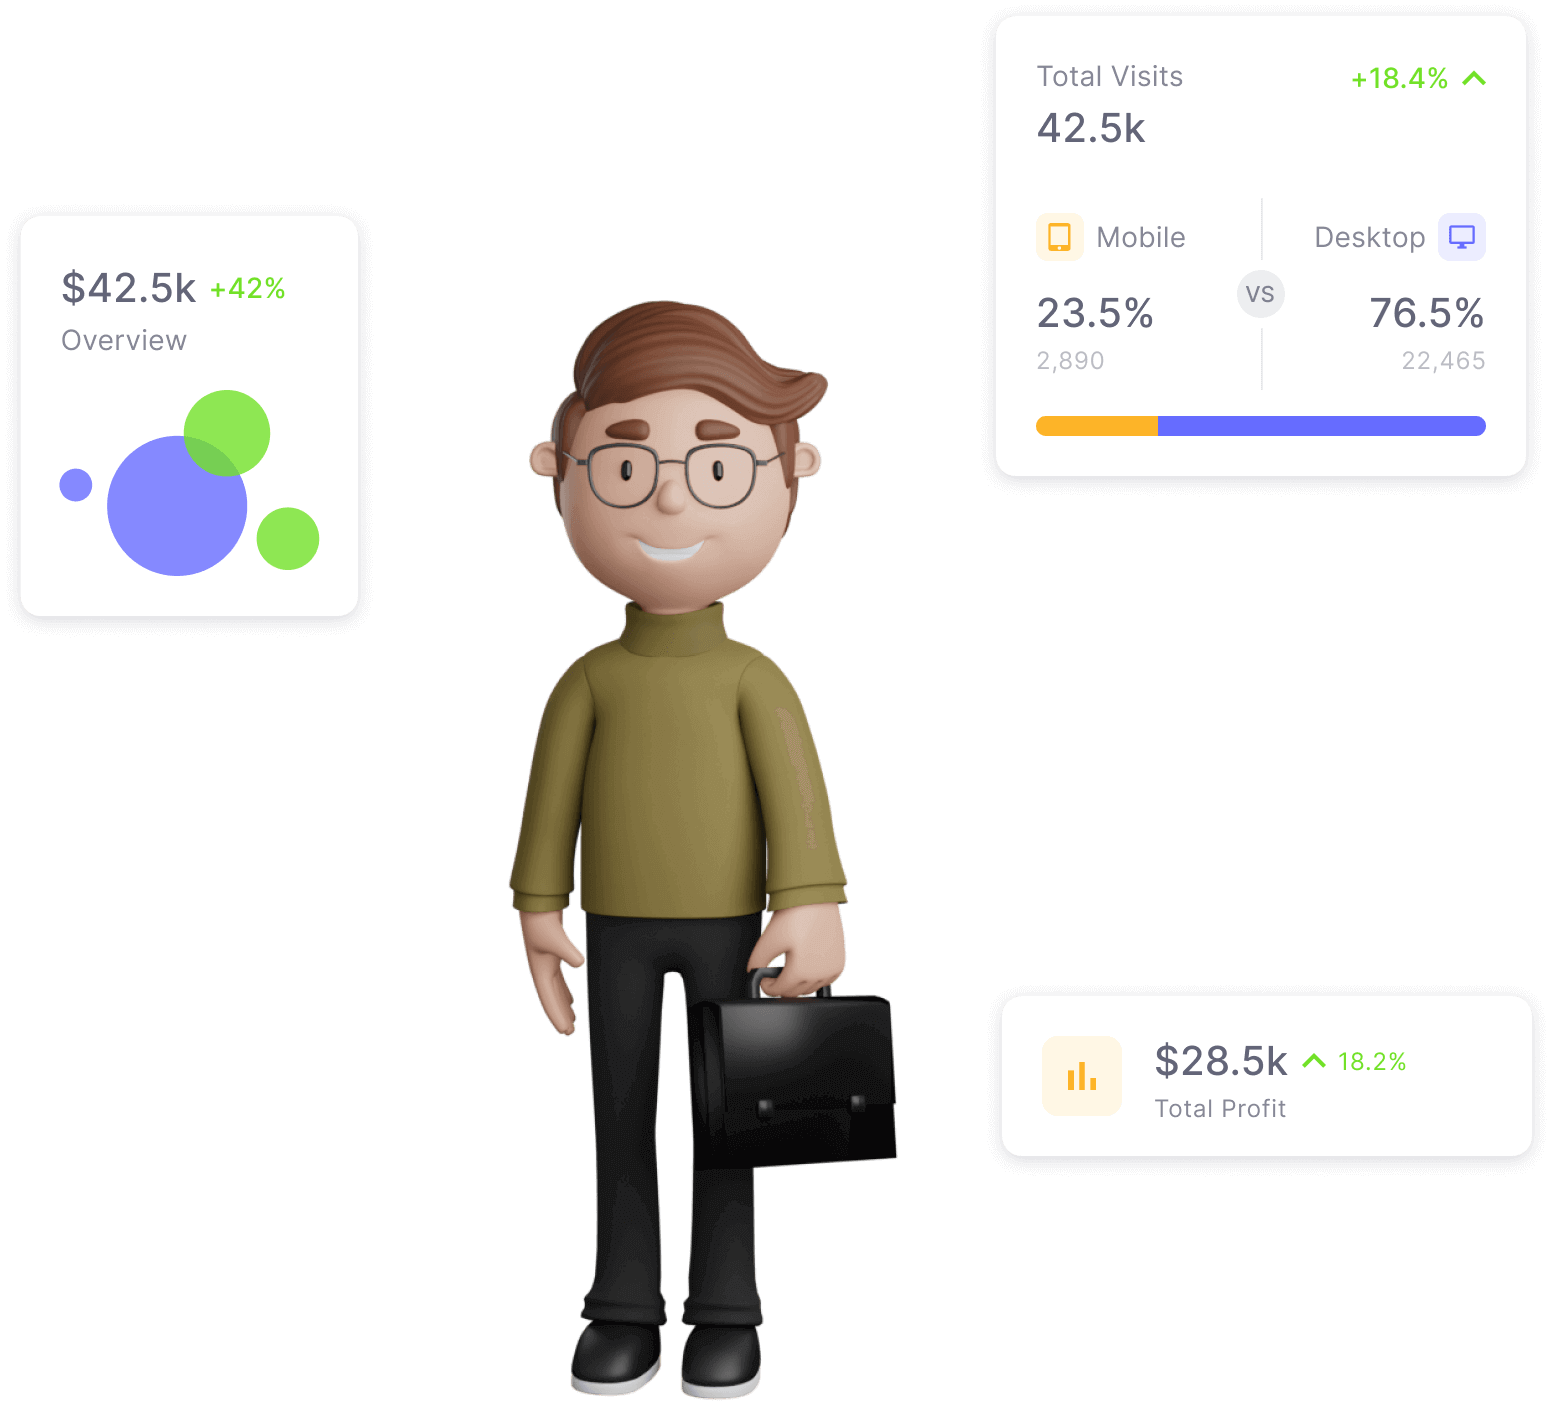 Total Visits
+18.4%
42.5k
Mobile
Desktop
VS
23.5%
76.5%
2,890
22,465
$42.5k +42%
Overview
$28.5k 18.2%
Total Profit